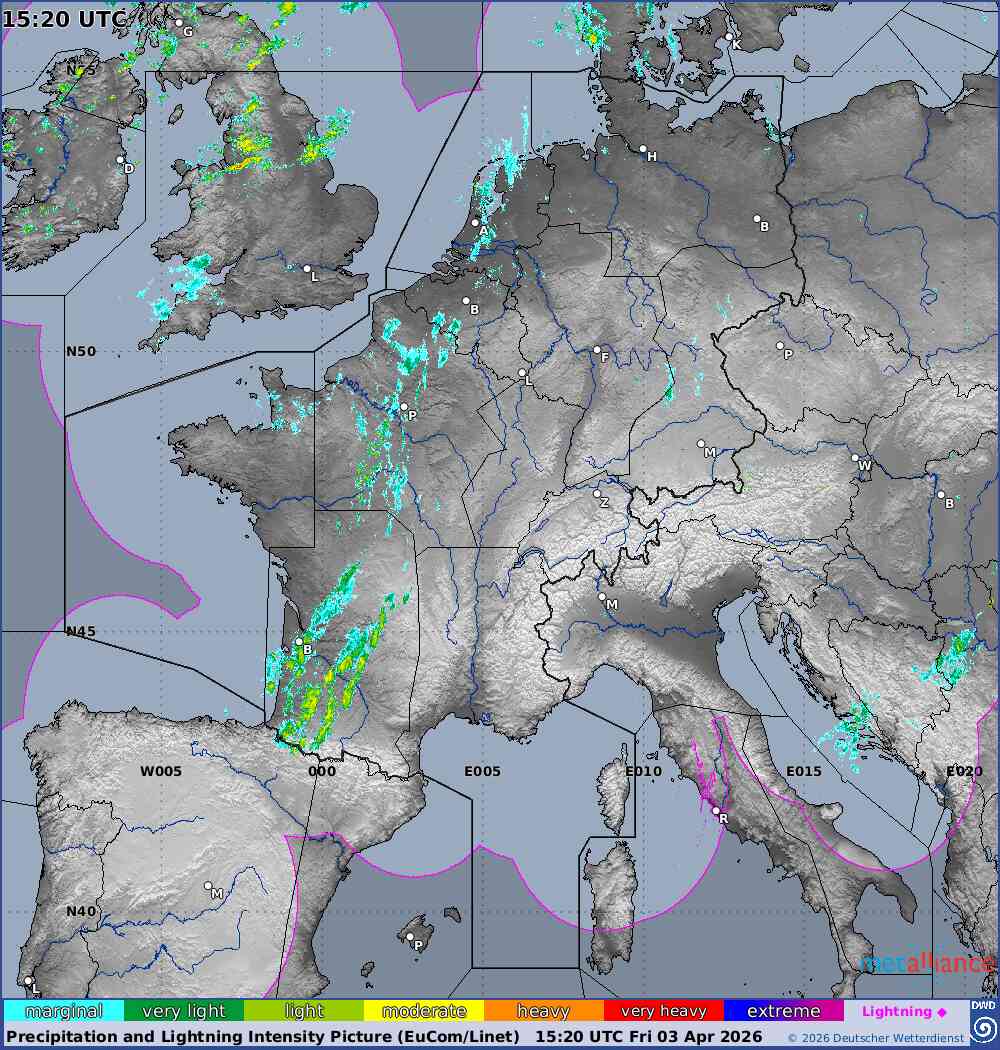 15:20 UTC
G
K
N55
D
H
A
B
L
B
N50
F
P
L
P
M
W
Z
B
M
N45
B
W005
000
E005
E010
E015
E020
R
M
N40
P
metalliance
L
marginal very light light moderate heavy very heavy extreme Lightning ◆ DWD
Precipitation and Lightning Intensity Picture (EuCom/Linet) 15:20 UTC Fri 03 Apr 2026 © 2026 Deutscher Wetterdienst